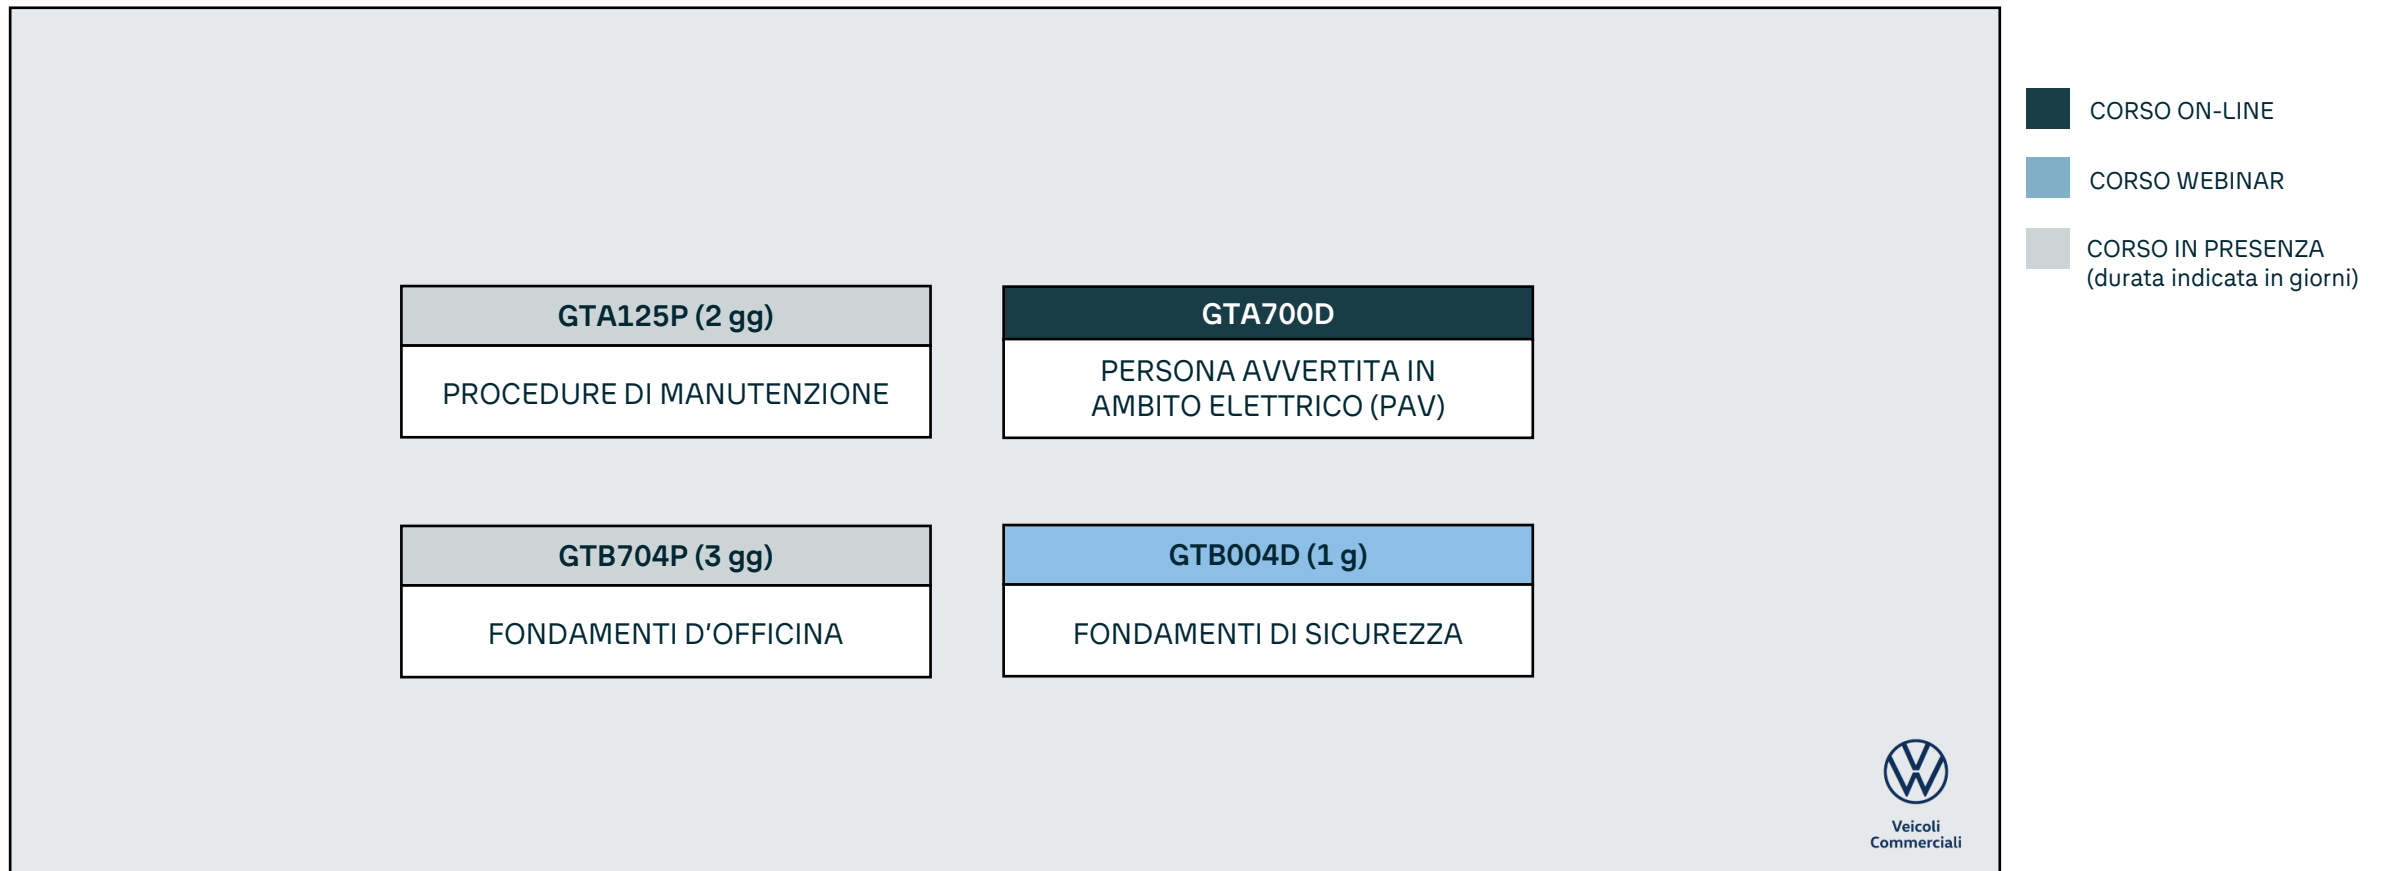 CORSO ON-LINE
CORSO WEBINAR
CORSO IN PRESENZA
(durata indicata in giorni)
GTA125P (2 gg)
PROCEDURE DI MANUTENZIONE
GTA700D
PERSONA AVVERTITA IN
AMBITO ELETTRICO (PAV)
GTB704P (3 gg)
FONDAMENTI D’OFFICINA
GTB004D (1 g)
FONDAMENTI DI SICUREZZA
Veicoli
Commerciali